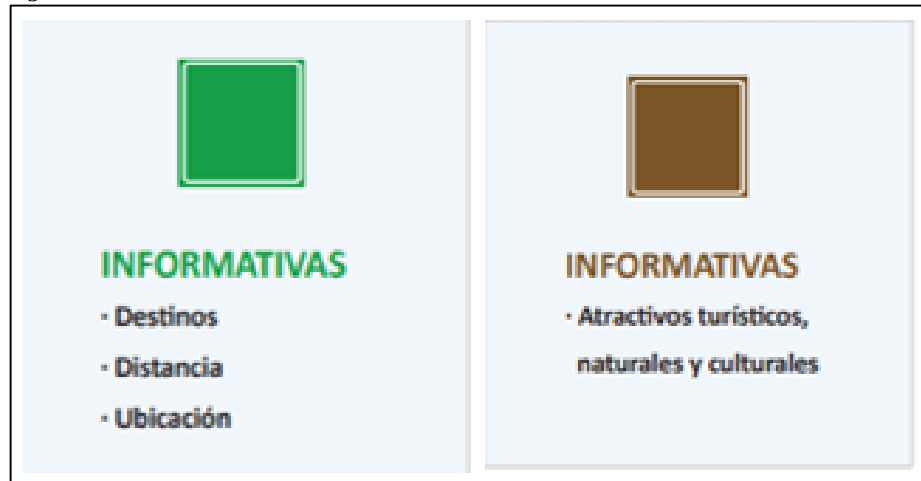 INFORMATIVAS
· Destinos
· Distancia
· Ubicación
INFORMATIVAS
· Atractivos turísticos,
naturales y culturales